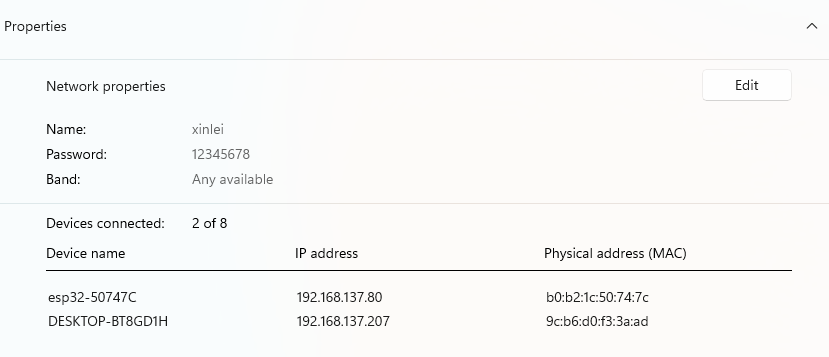 Properties
Network properties Edit
Name: xinlei
Password: 12345678
Band: Any available
Devices connected: 2 of 8
Device name IP address Physical address (MAC)
esp32-50747C 192.168.137.80 b0:b2:1c:50:74:7c
DESKTOP-BT8GD1H 192.168.137.207 9c:b6:d0:f3:3a:ad